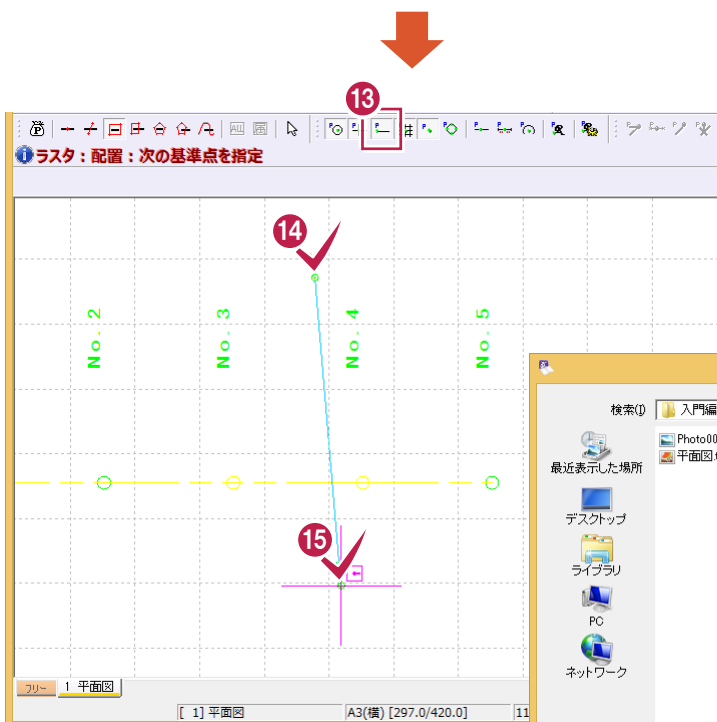 13
ALL
ラスタ：配置：次の基準点を指定
14
No. 2
No. 3
No. 4
No. 5
検索(I)
入門編
Photo00
平面図.
最近表示した場所
デスクトップ
15
ライブラリ
PC
ネットワーク
フリー
1 平面図
[ 1] 平面図
A3(横) [297.0/420.0]
11